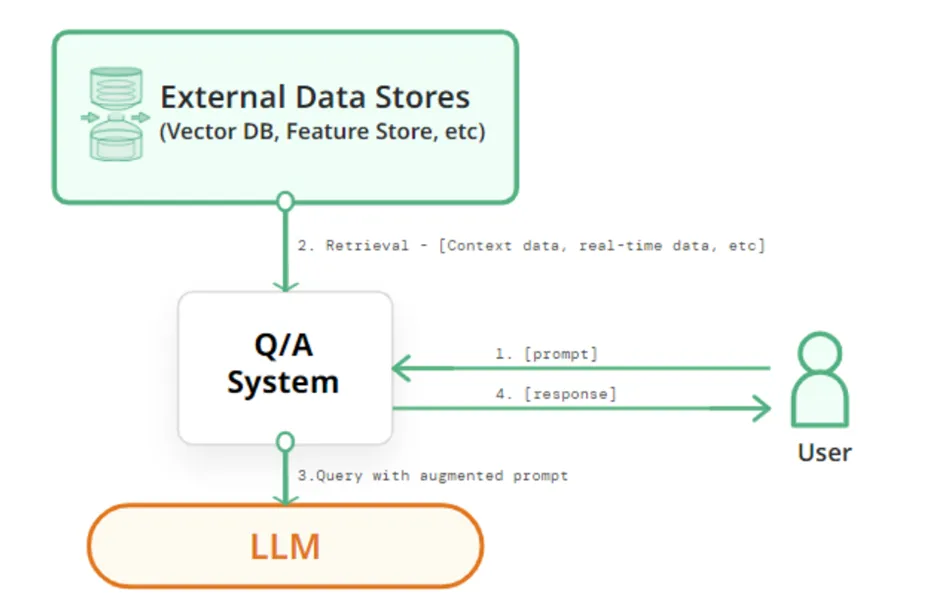 External Data Stores
(Vector DB, Feature Store, etc)
2. Retrieval - [Context data, real-time data, etc]
Q/A
System
1. [prompt]
4. [response]
User
3.Query with augmented prompt
LLM